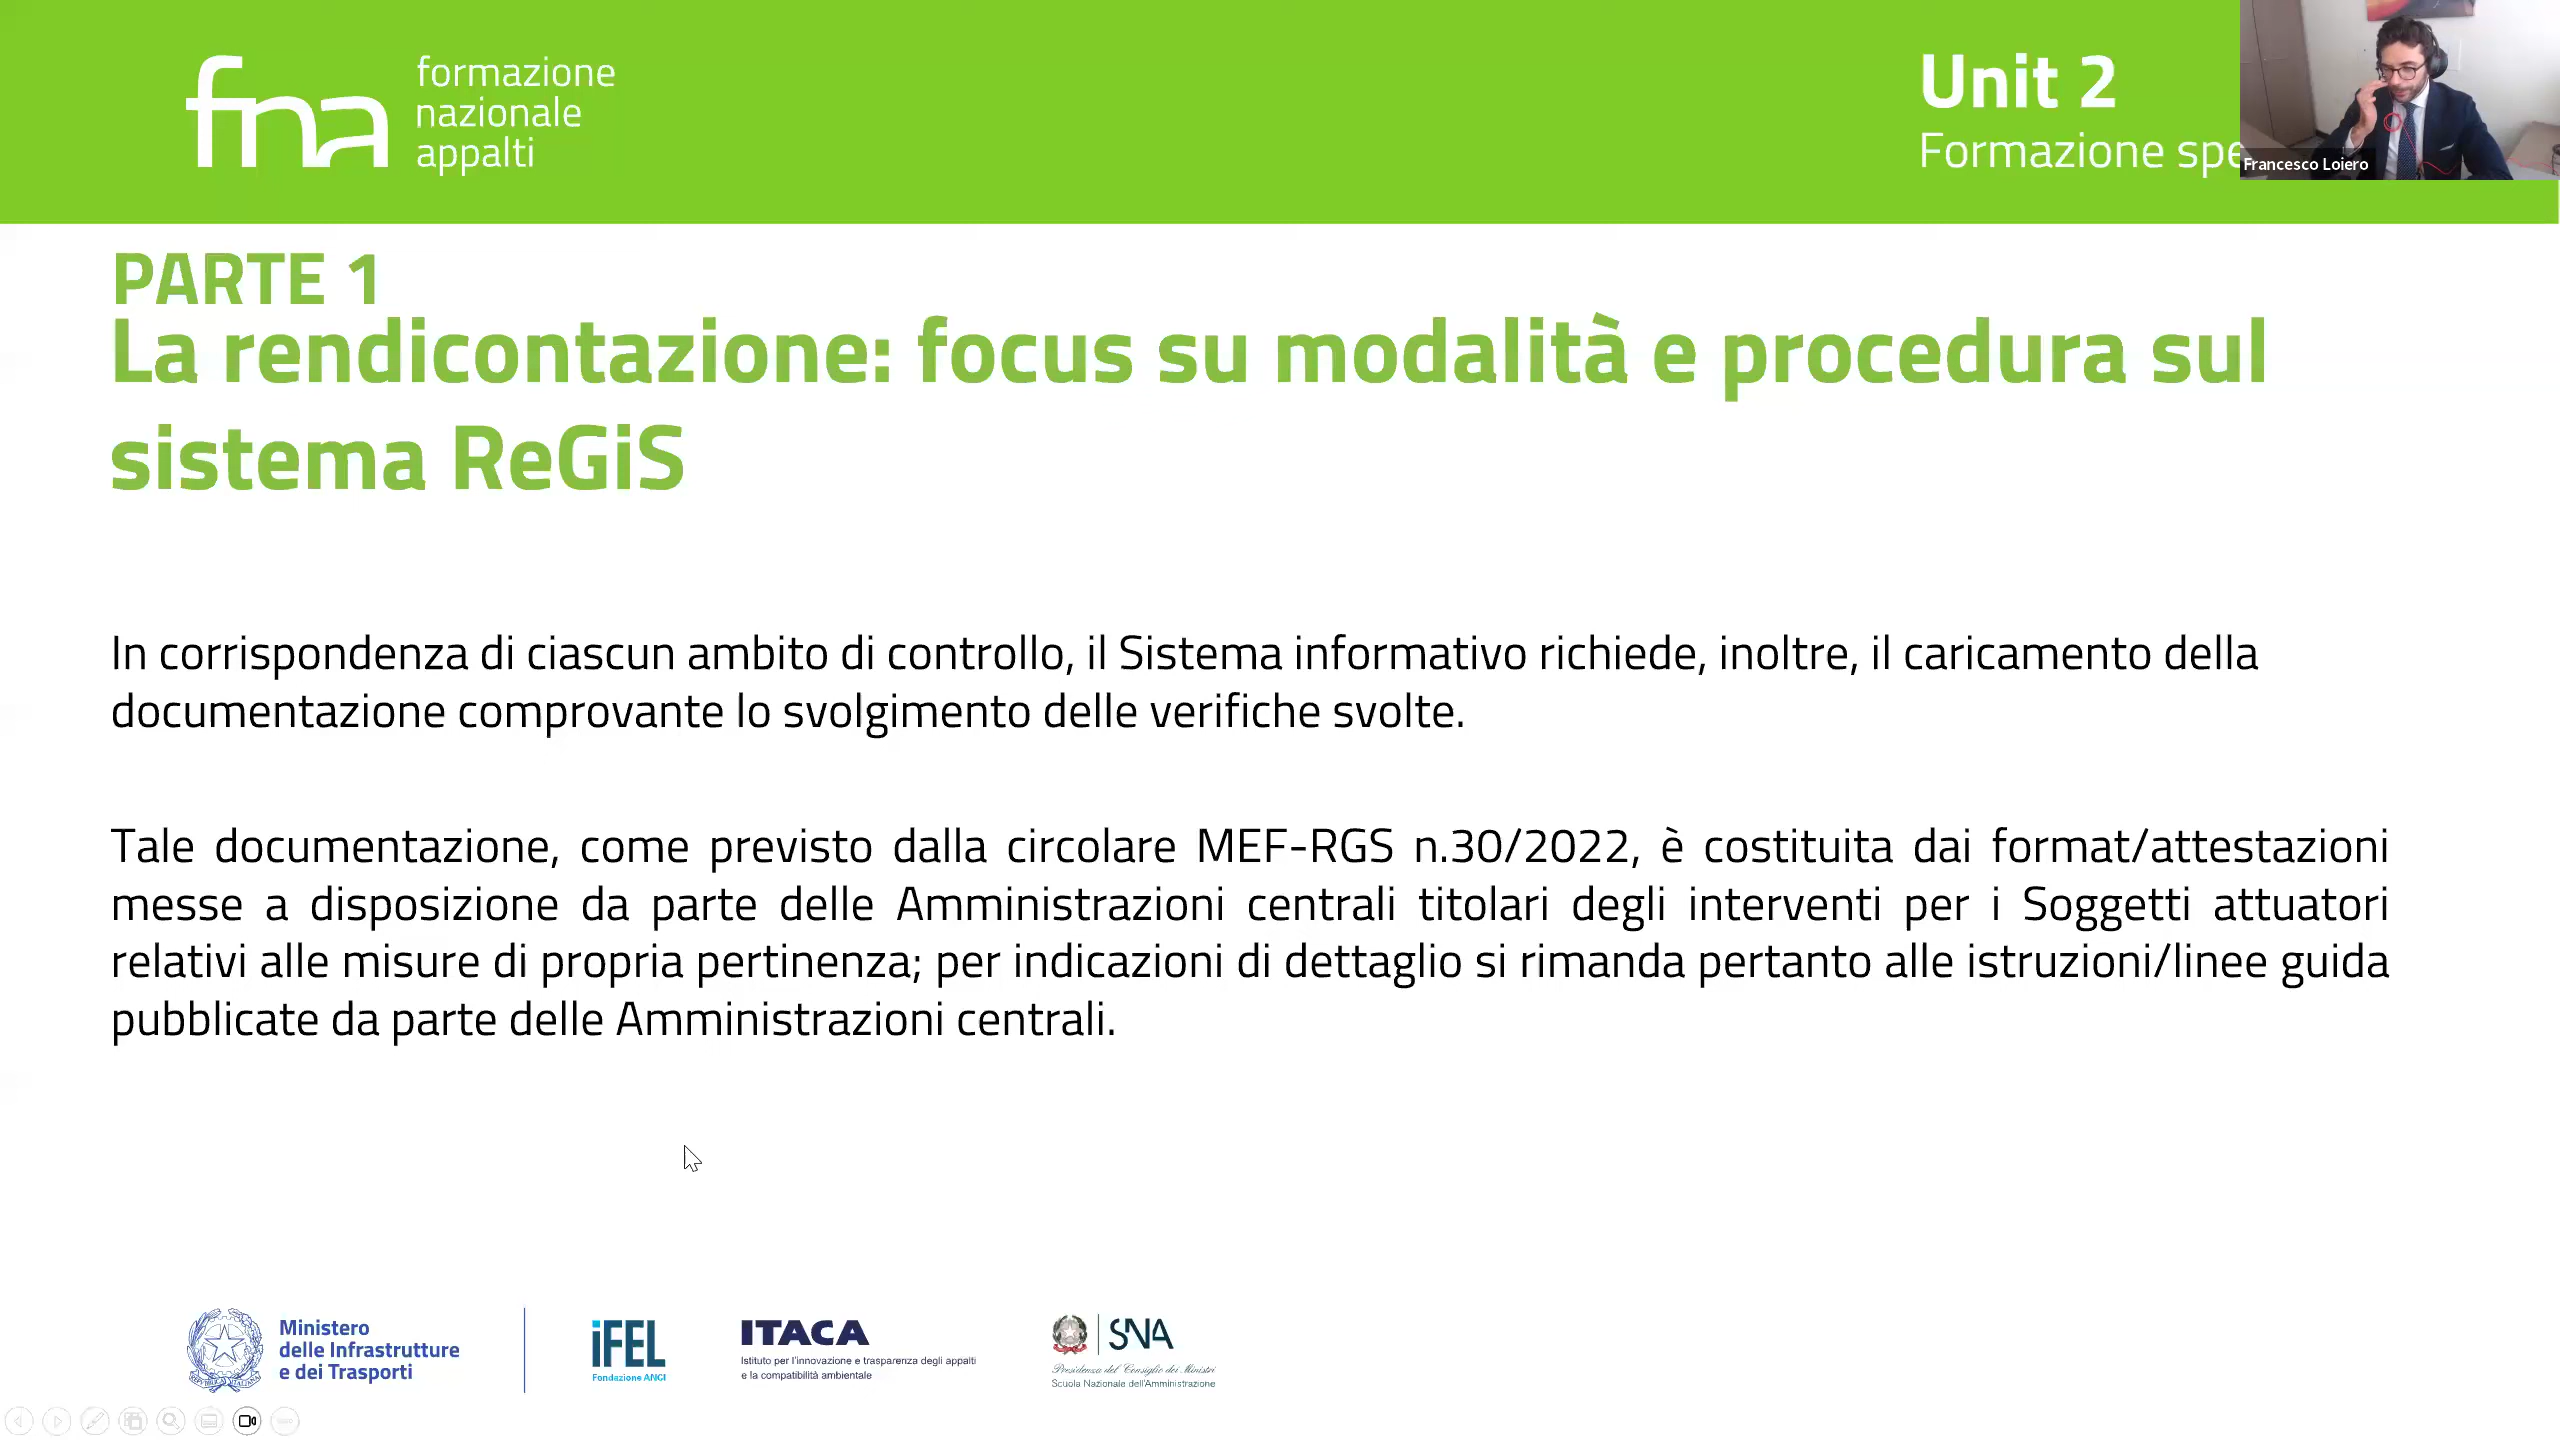 fna
formazione
nazionale
appalti
Unit 2
Formazione spe
Francesco Loiero
PARTE 1
La rendicontazione: focus su modalità e procedura sul
sistema ReGiS
In corrispondenza di ciascun ambito di controllo, il Sistema informativo richiede, inoltre, il caricamento della
documentazione comprovante lo svolgimento delle verifiche svolte.
Tale documentazione, come previsto dalla circolare MEF-RGS n.30/2022, è costituita dai format/attestazioni
messe a disposizione da parte delle Amministrazioni centrali titolari degli interventi per i Soggetti attuatori
relativi alle misure di propria pertinenza; per indicazioni di dettaglio si rimanda pertanto alle istruzioni/linee guida
pubblicate da parte delle Amministrazioni centrali.
Ministero
delle Infrastrutture
e dei Trasporti
iFEL
Fondazione ANCI
ITACA
Istituto per l'innovazione e trasparenza degli appalti
e la compatibilità ambientale
SNA
Presidenza del Consiglio dei Ministri
Scuola Nazionale dell'Amministrazione